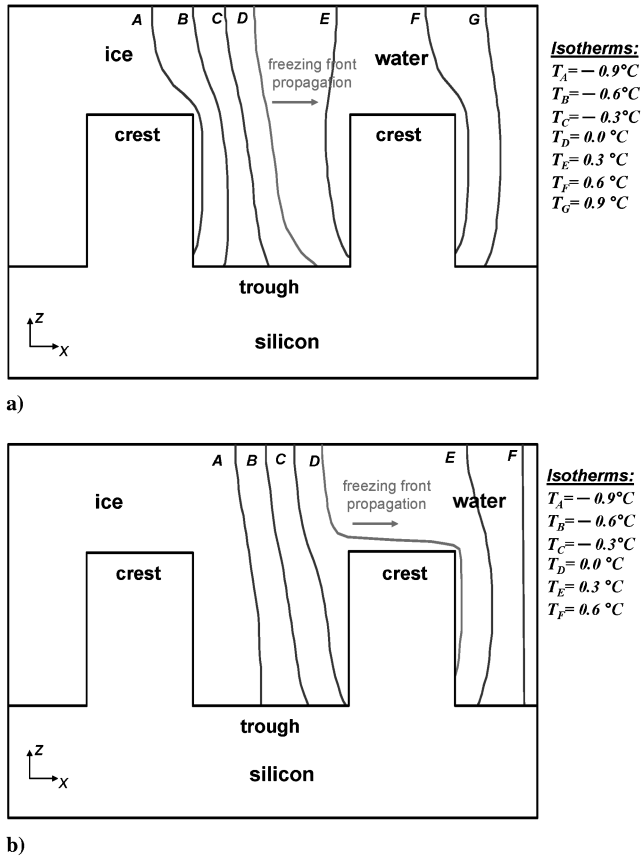 A B C D E F G
ice
freezing front
propagation
water
crest
crest
trough
silicon
z
x
Isotherms:
T_A= – 0.9°C
T_B= – 0.6°C
T_C= – 0.3°C
T_D= 0.0 °C
T_E= 0.3 °C
T_F= 0.6 °C
T_G= 0.9 °C
a)
A B C D E F
ice
freezing front
propagation
water
crest
crest
trough
silicon
z
x
Isotherms:
T_A= – 0.9°C
T_B= – 0.6°C
T_C= – 0.3°C
T_D= 0.0 °C
T_E= 0.3 °C
T_F= 0.6 °C
b)